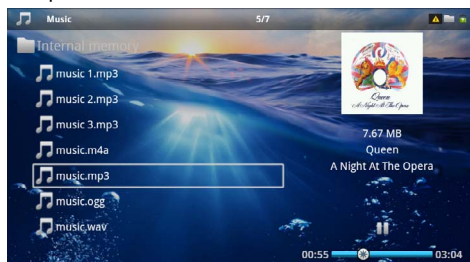 Music 5/7
Internal memory
music 1.mp3
music 2.mp3
music 3.mp3
music.m4a
music.mp3
music.ogg
music.wav
Queen
A Night At The Opera
7.67 MB
Queen
A Night At The Opera
00:55 03:04